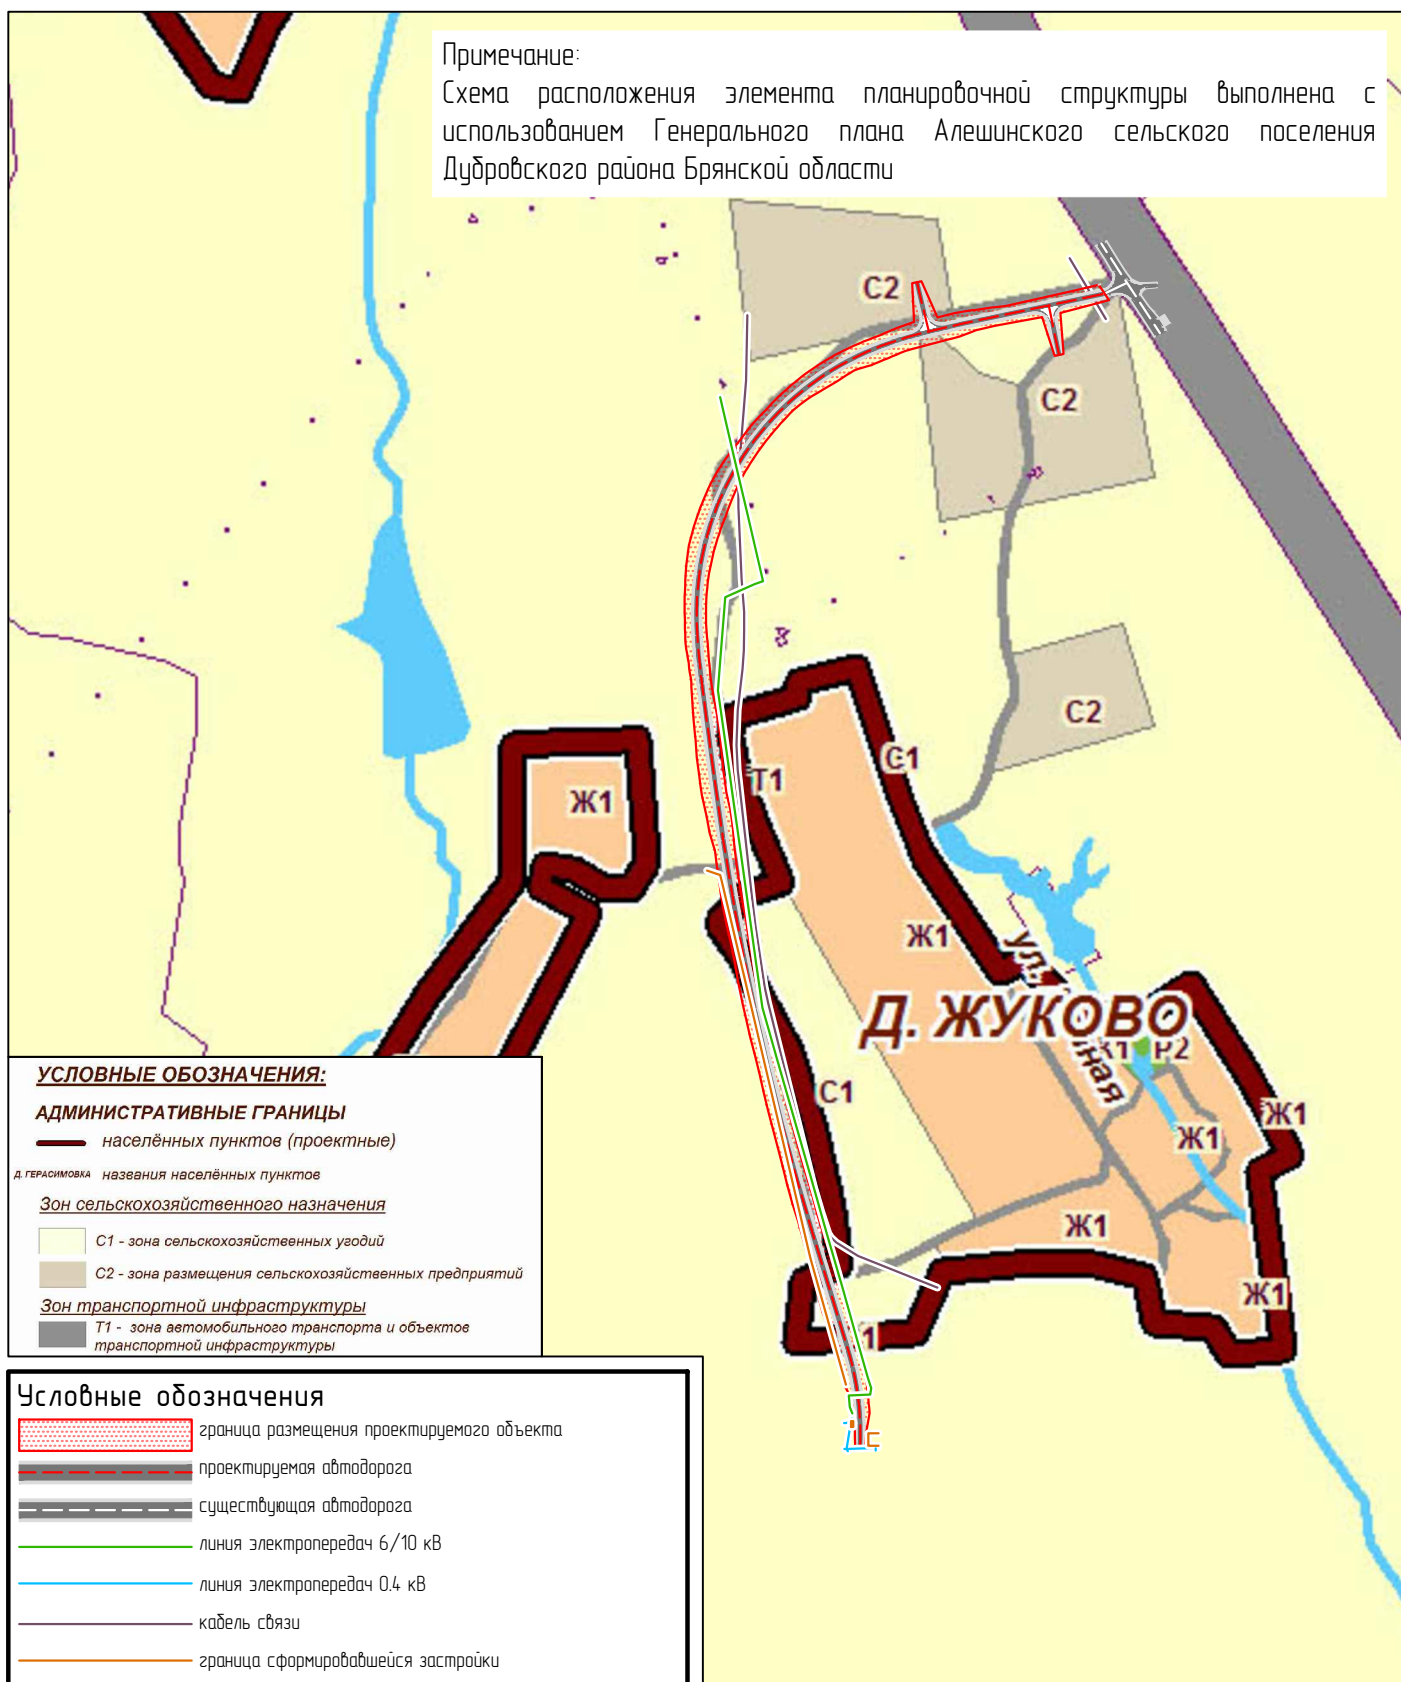 Примечание:
Схема расположения элемента планировочной структуры выполнена с
использованием Генерального плана Алешинского сельского поселения
Дубровского района Брянской области
С2
С2
С2
С1
Т1
Ж1
Ж1
ул.
Д. ЖУКОВО
Р2
С1
Ж1
Ж1
Ж1
Ж1
УСЛОВНЫЕ ОБОЗНАЧЕНИЯ:
АДМИНИСТРАТИВНЫЕ ГРАНИЦЫ
населённых пунктов (проектные)
Д. ГЕРАСИМОВКА названия населённых пунктов
Зон сельскохозяйственного назначения
С1 - зона сельскохозяйственных угодий
С2 - зона размещения сельскохозяйственных предприятий
Зон транспортной инфраструктуры
Т1 - зона автомобильного транспорта и объектов
транспортной инфраструктуры
Условные обозначения
граница размещения проектируемого объекта
проектируемая автодорога
существующая автодорога
линия электропередач 6/10 кВ
линия электропередач 0.4 кВ
кабель связи
граница сформировавшейся застройки